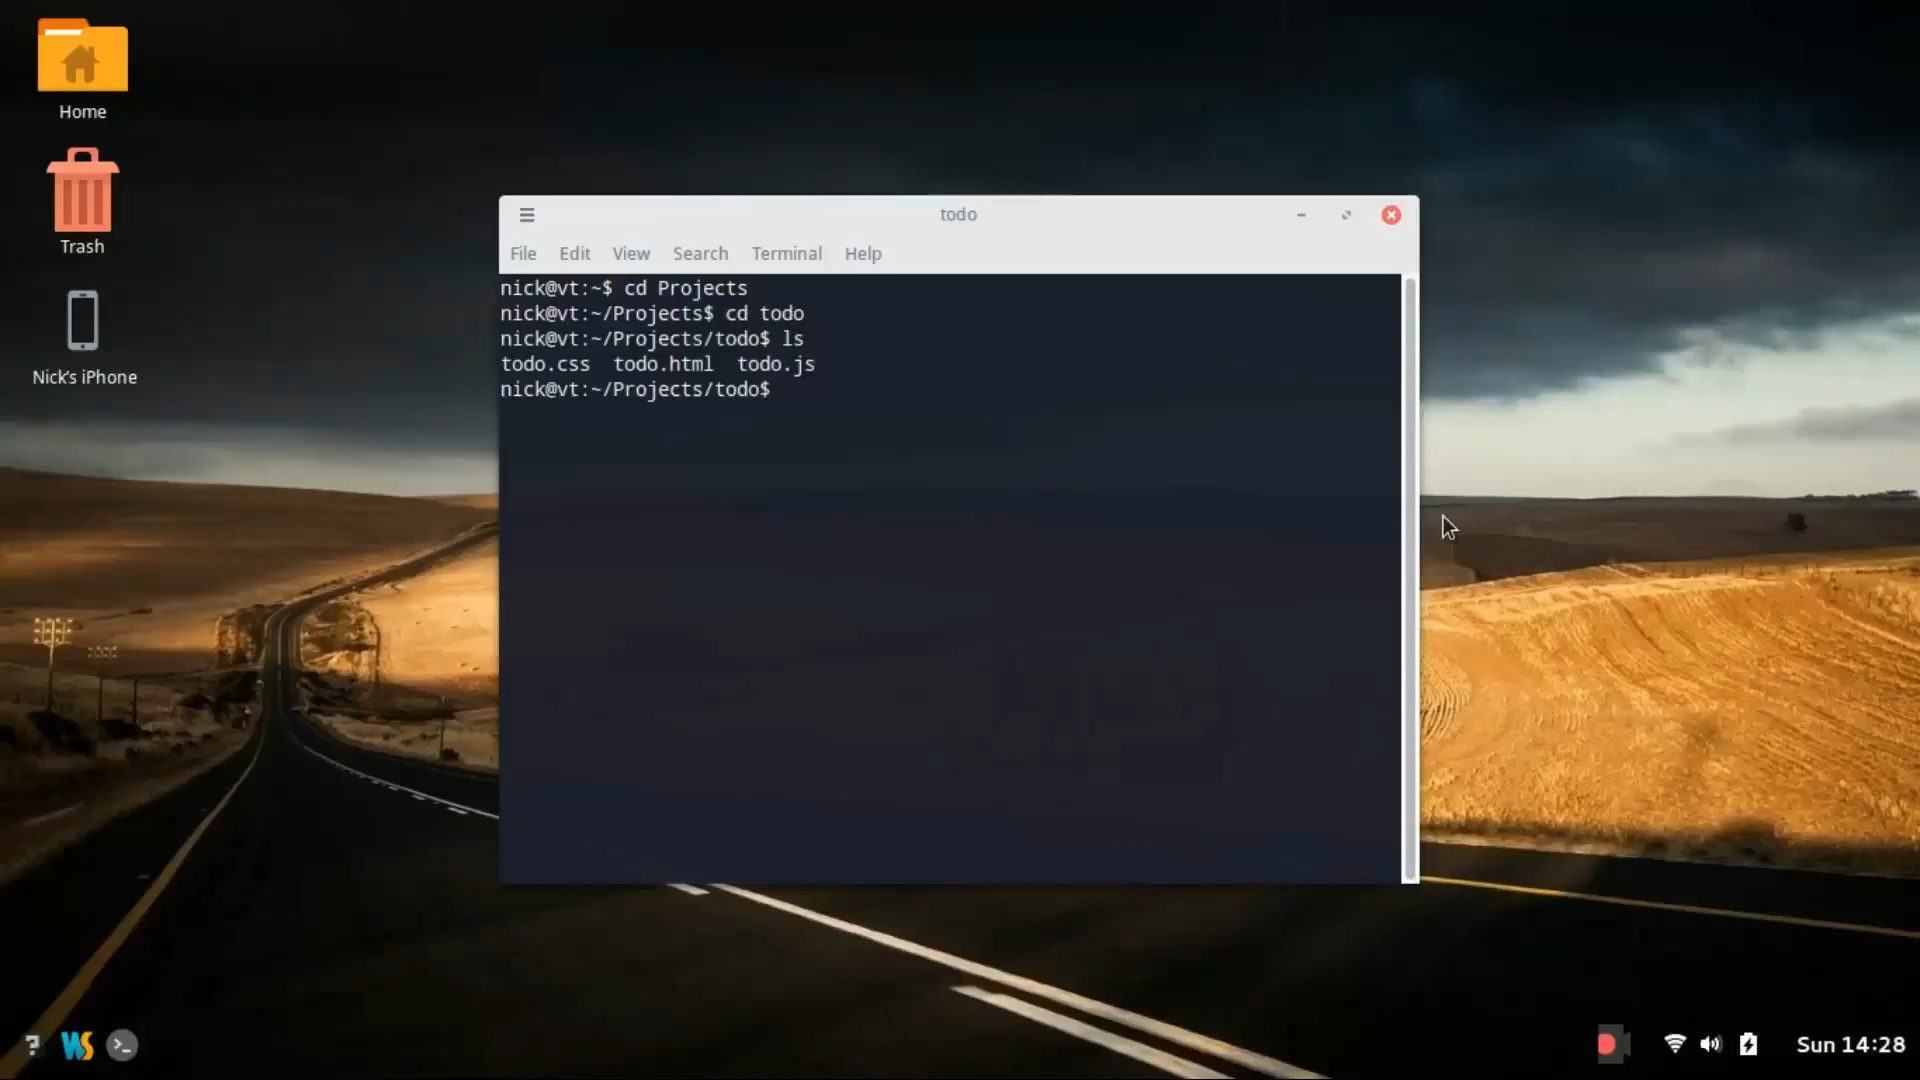 Home
Trash
Nick's iPhone
todo
File Edit View Search Terminal Help
nick@vt:~$ cd Projects
nick@vt:~/Projects$ cd todo
nick@vt:~/Projects/todo$ ls
todo.css  todo.html  todo.js
nick@vt:~/Projects/todo$
? WS >_
Sun 14:28